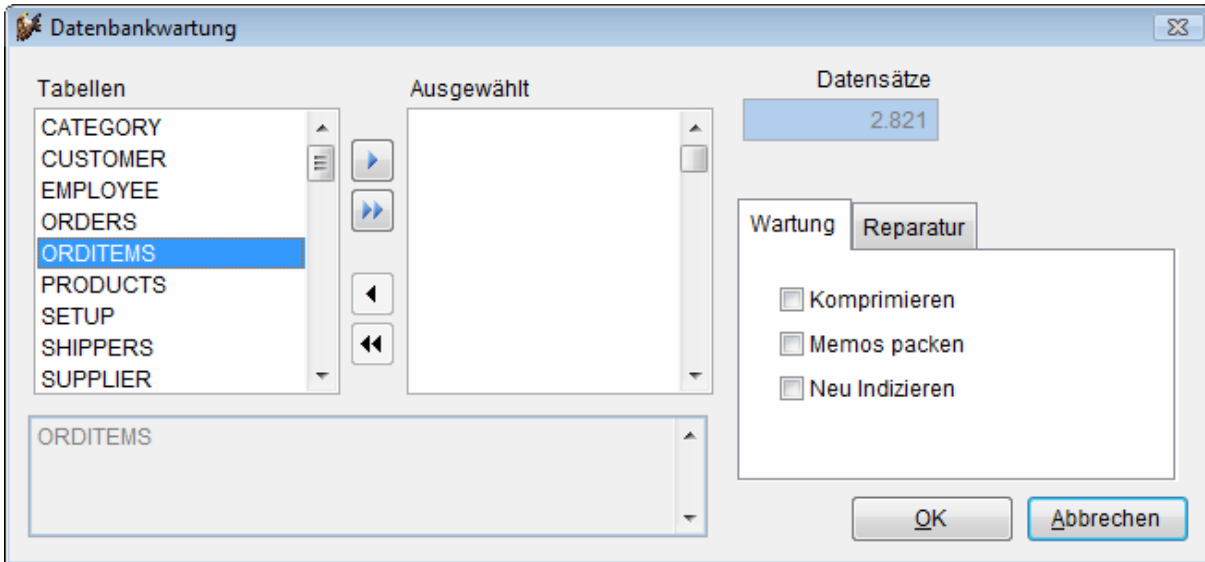 Datenbankwartung
Tabellen
Ausgewählt
Datensätze
2.821
CATEGORY
CUSTOMER
EMPLOYEE
ORDERS
ORDITEMS
PRODUCTS
SETUP
SHIPPERS
SUPPLIER
Wartung
Reparatur
Komprimieren
Memos packen
Neu Indizieren
ORDITEMS
OK
Abbrechen